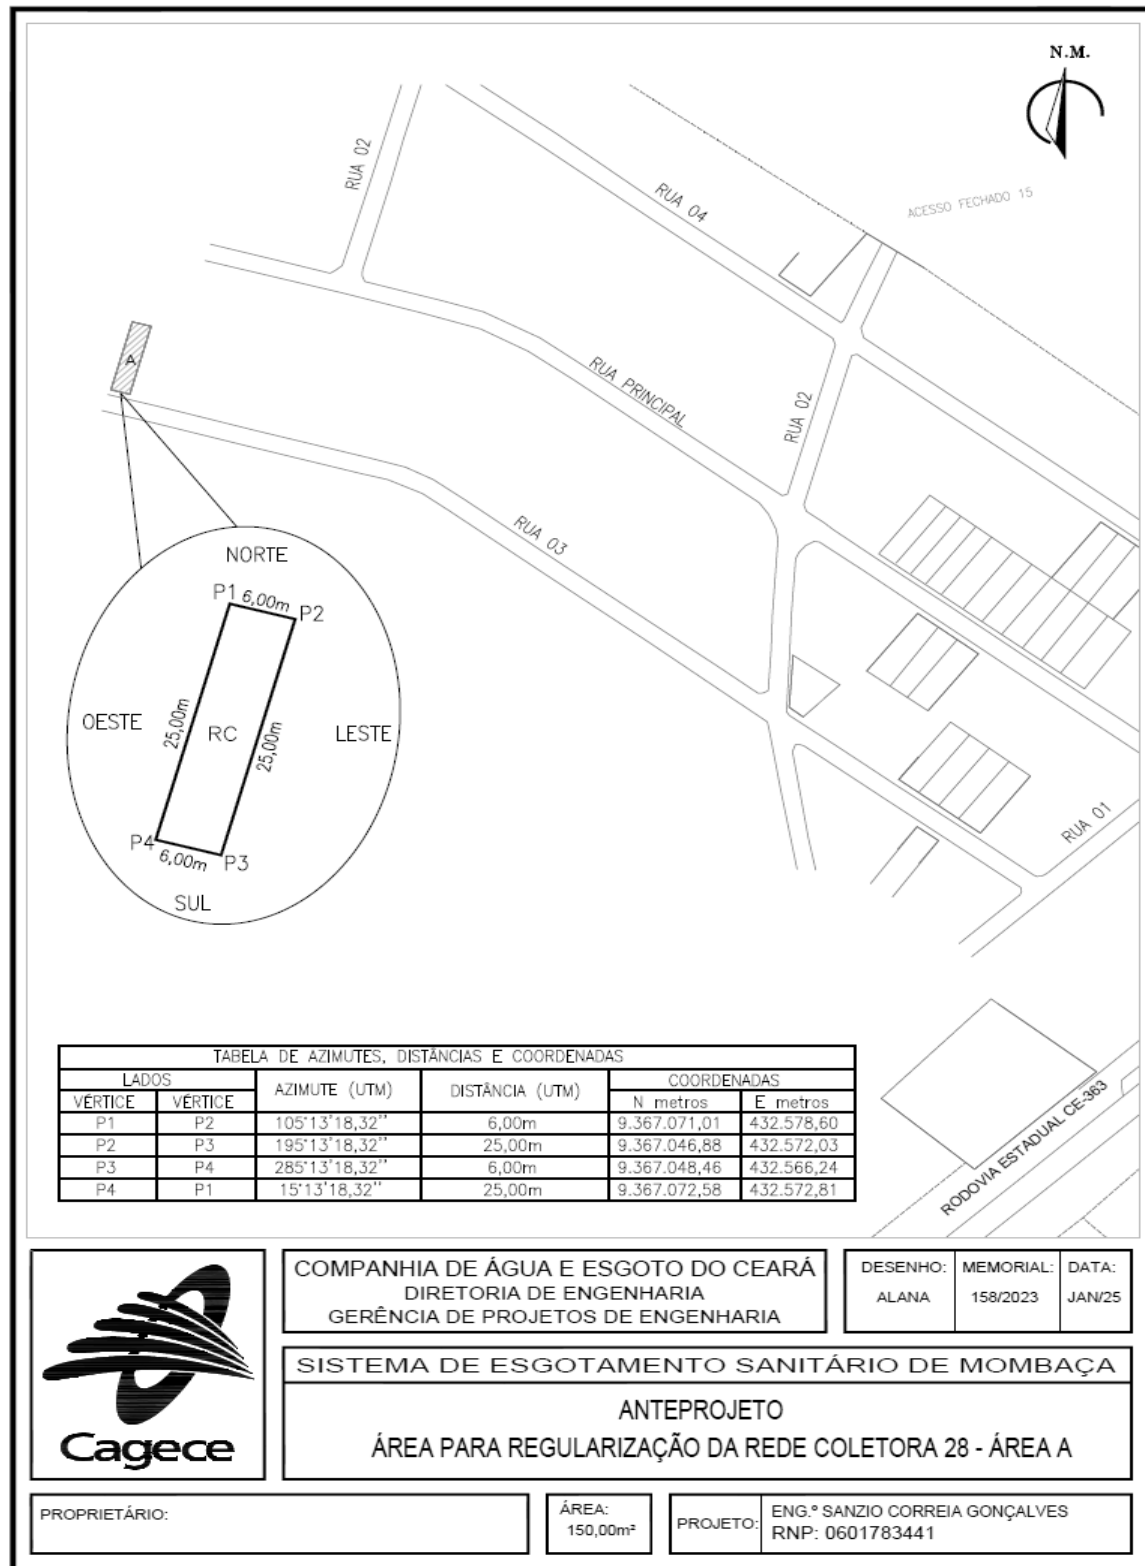 N.M.
RUA 02
RUA 04
ACESSO FECHADO 15
A
RUA PRINCIPAL
RUA 02
RUA 03
NORTE
P1 6,00m P2
OESTE
25,00m
RC
25,00m
LESTE
P4 6,00m P3
SUL
RUA 01
RODOVIA ESTADUAL CE-363
TABELA DE AZIMUTES, DISTÂNCIAS E COORDENADAS
LADOS AZIMUTE (UTM) DISTÂNCIA (UTM) COORDENADAS
VÉRTICE VÉRTICE N metros E metros
P1 P2 105°13'18,32'' 6,00m 9.367.071,01 432.578,60
P2 P3 195°13'18,32'' 25,00m 9.367.046,88 432.572,03
P3 P4 285°13'18,32'' 6,00m 9.367.048,46 432.566,24
P4 P1 15°13'18,32'' 25,00m 9.367.072,58 432.572,81
Cagece
COMPANHIA DE ÁGUA E ESGOTO DO CEARÁ
DIRETORIA DE ENGENHARIA
GERÊNCIA DE PROJETOS DE ENGENHARIA
DESENHO: MEMORIAL: DATA:
ALANA 158/2023 JAN/25
SISTEMA DE ESGOTAMENTO SANITÁRIO DE MOMBAÇA
ANTEPROJETO
ÁREA PARA REGULARIZAÇÃO DA REDE COLETORA 28 - ÁREA A
PROPRIETÁRIO:
ÁREA:
150,00m²
PROJETO:
ENG.º SANZIO CORREIA GONÇALVES
RNP: 0601783441